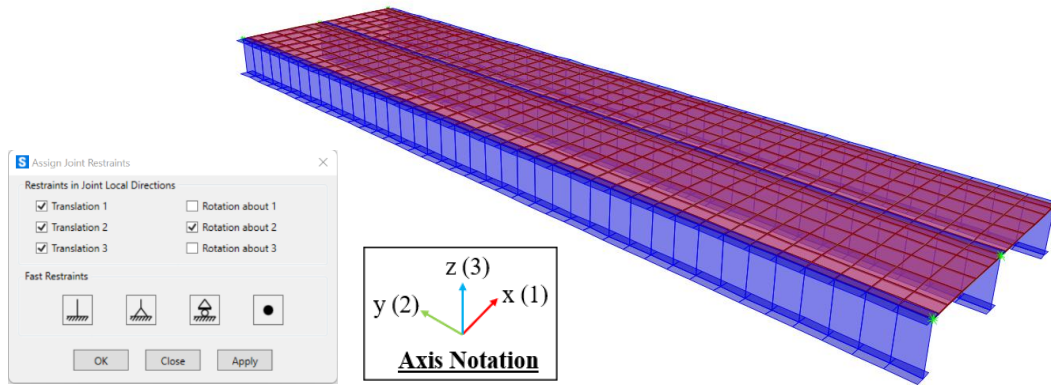 S Assign Joint Restraints
Restraints in Joint Local Directions
Translation 1 Rotation about 1
Translation 2 Rotation about 2
Translation 3 Rotation about 3
Fast Restraints
OK Close Apply
z (3)
y (2) x (1)
Axis Notation